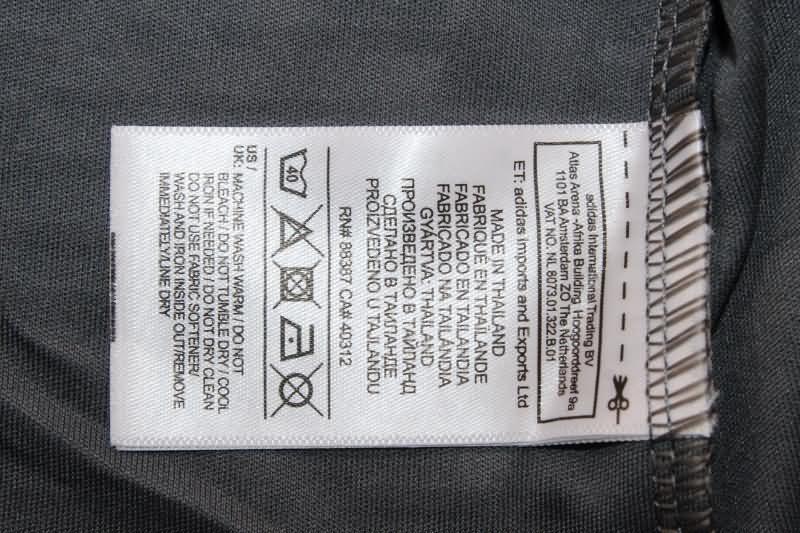 adidas International Trading BV
Atlas Arena -Afrika Building Hoogoorddreef 9a
1101 BA Amsterdam ZO The Netherlands
VAT NO. NL 8073.01.322.B.01
ET: adidas imports and Exports Ltd
MADE IN THAILAND
FABRIQUE EN THAILANDE
FABRICADO EN TAILANDIA
FABRICADO NA TAILÂNDIA
GYÁRTVA: THAILAND
ПРОИЗВЕДЕНО В ТАИЛАНД
СДЕЛАНО В ТАИЛАНДЕ
PROIZVEDENO U TAJLANDU
RN# 88387 CA# 40312
40
US /
UK: MACHINE WASH WARM / DO NOT
BLEACH / DO NOT TUMBLE DRY / COOL
IRON IF NEEDED / DO NOT DRY CLEAN
DO NOT USE FABRIC SOFTENER/
WASH AND IRON INSIDE OUT/REMOVE
IMMEDIATELY/LINE DRY